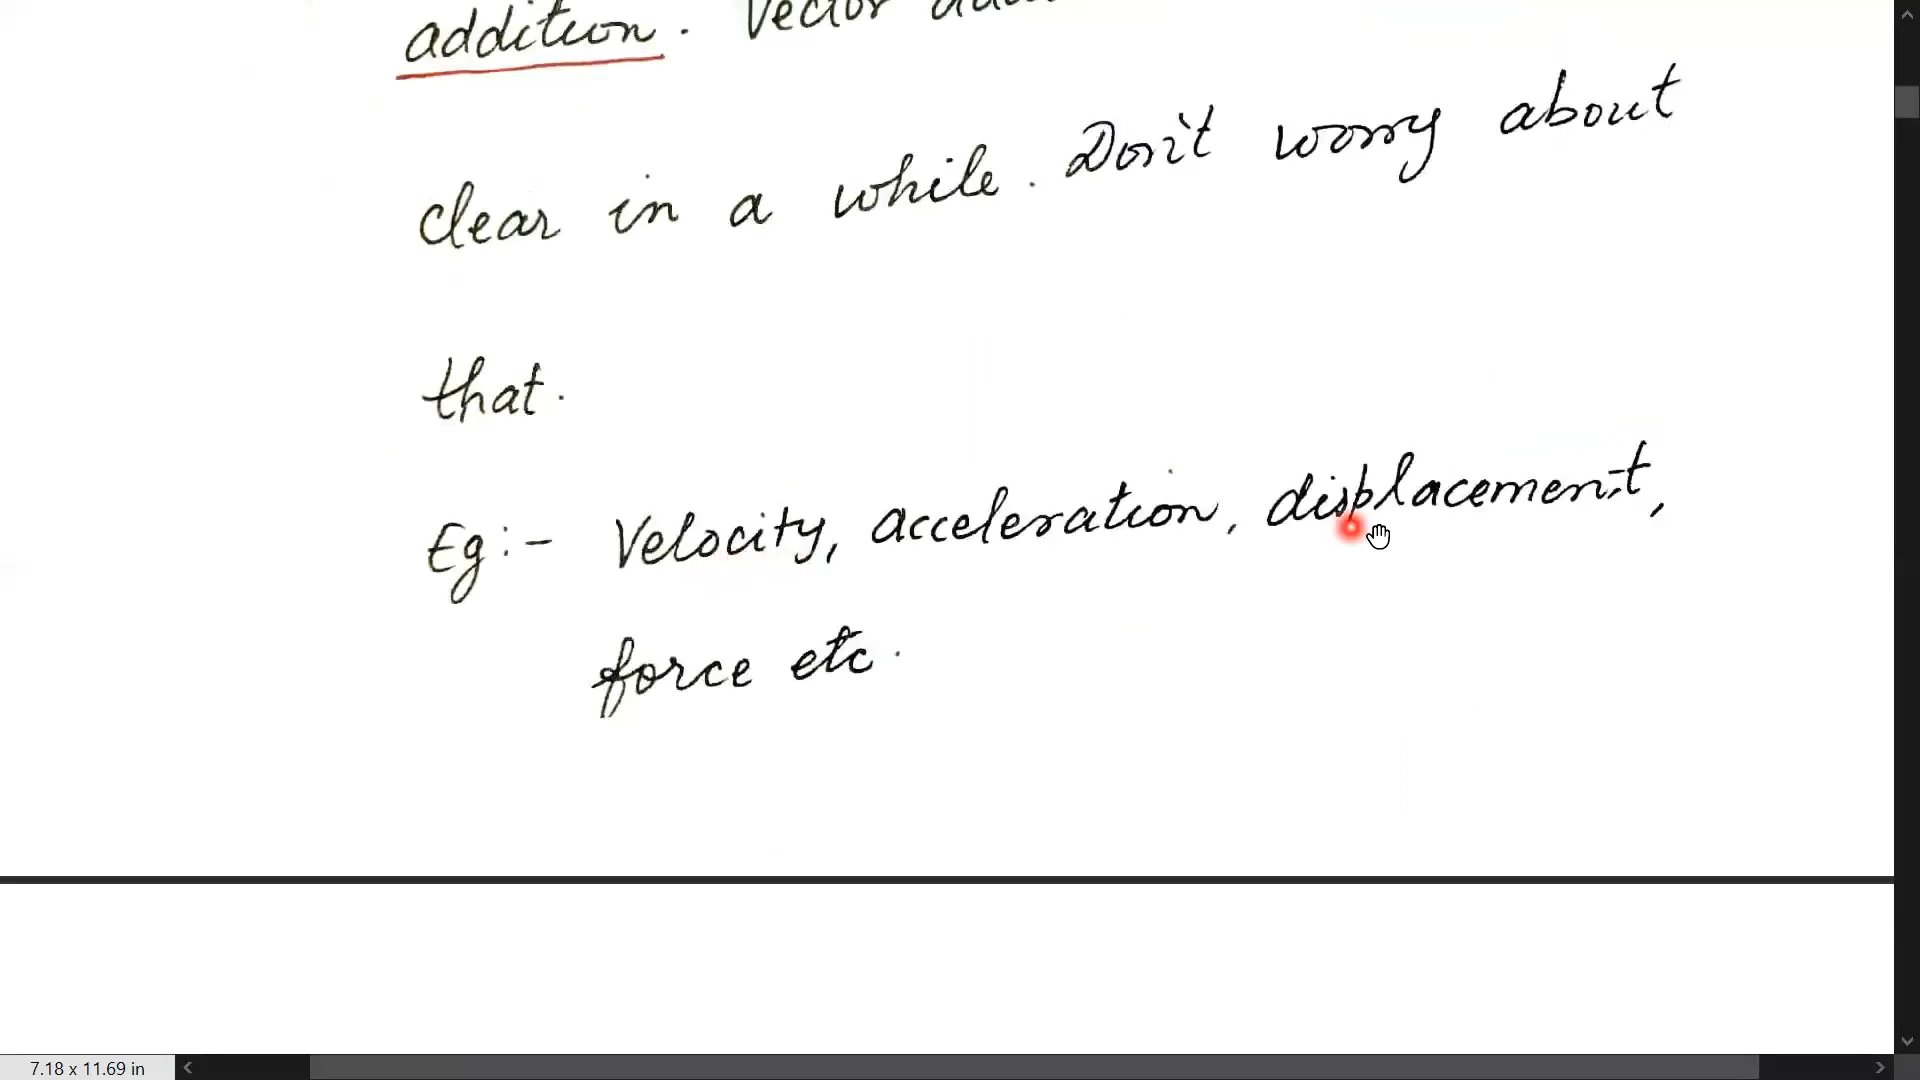 addition. Vector
clear in a while. Don't worry about
that.
Eg:- Velocity, acceleration, displacement,
force etc.
7.18 x 11.69 in